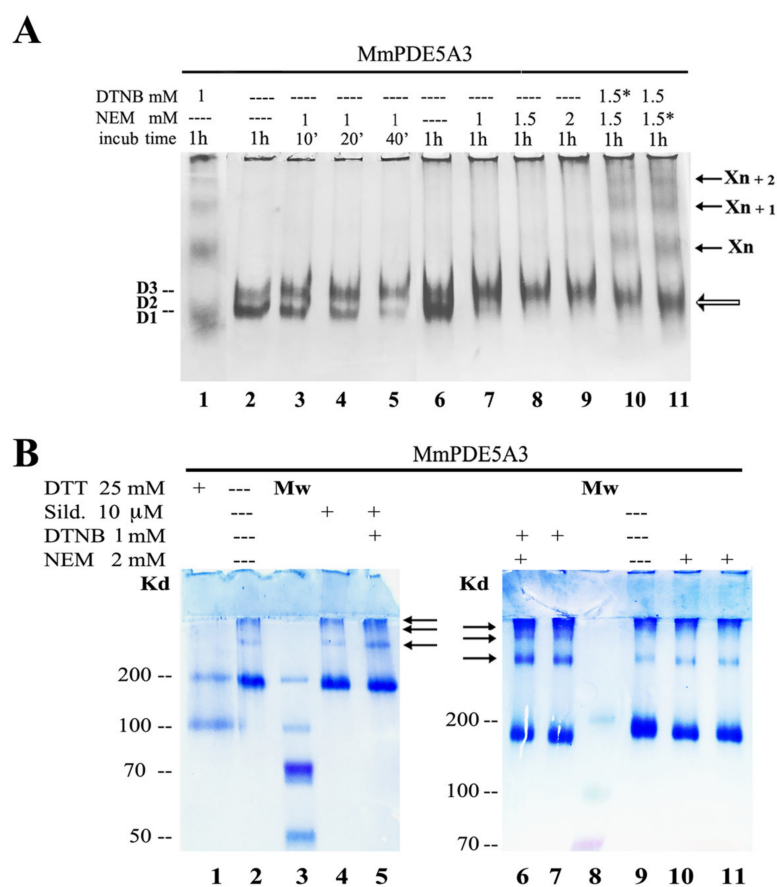 A
MmPDE5A3
DTNB mM 1 ---- ---- ---- ---- ---- ---- ---- ---- 1.5* 1.5
NEM mM ---- 1 1 1 ---- 1 1.5 2 1.5 1.5*
incub time 1h 1h 10' 20' 40' 1h 1h 1h 1h 1h 1h
Xn + 2
Xn + 1
Xn
D3 --
D2
D1 --
1 2 3 4 5 6 7 8 9 10 11
B
MmPDE5A3
DTT 25 mM + --- Mw Mw
Sild. 10 μM --- + + ---
DTNB 1 mM --- + + + ---
NEM 2 mM --- + --- + +
Kd Kd
200 -- 200 --
100 -- 100 --
70 -- 70 --
50 --
1 2 3 4 5 6 7 8 9 10 11